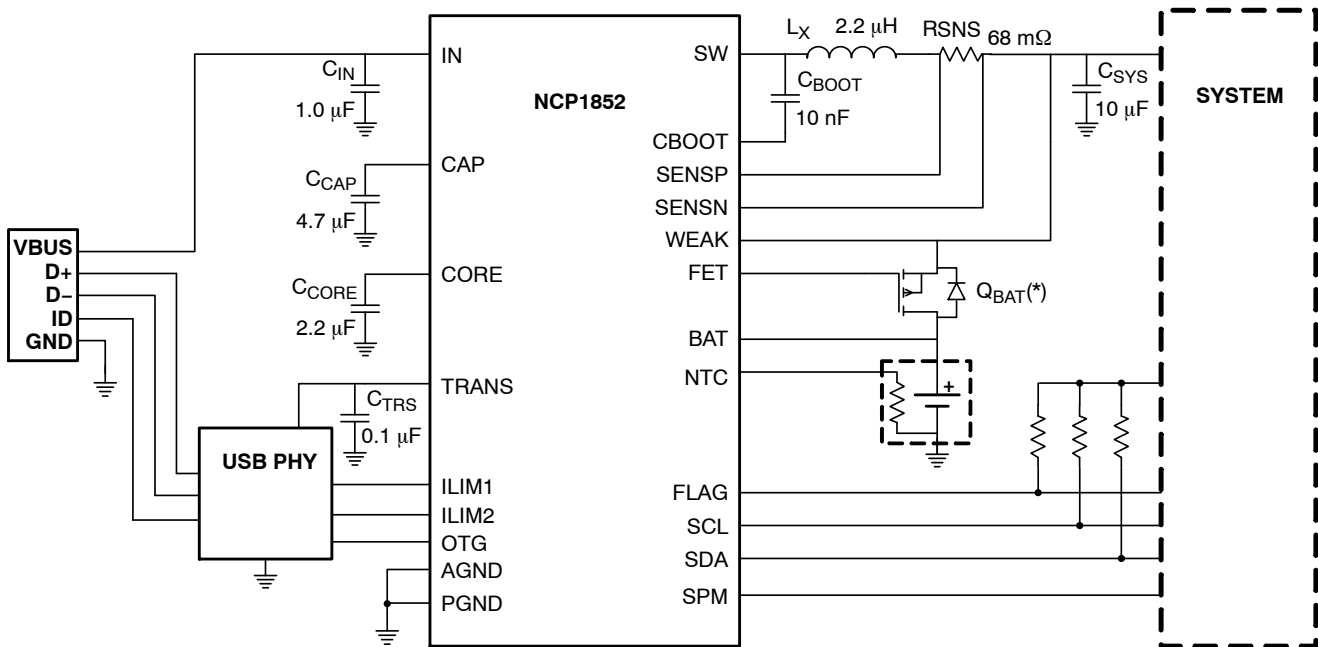 VBUS
D+
D−
ID
GND
C_IN
1.0 μF
C_CAP
4.7 μF
C_CORE
2.2 μF
C_TRS
0.1 μF
USB PHY
NCP1852
IN
CAP
CORE
TRANS
ILIM1
ILIM2
OTG
AGND
PGND
SW
CBOOT
SENSP
SENSN
WEAK
FET
BAT
NTC
FLAG
SCL
SDA
SPM
L_X 2.2 μH RSNS 68 mΩ
C_BOOT
10 nF
C_SYS
10 μF
Q_BAT(*)
+
SYSTEM